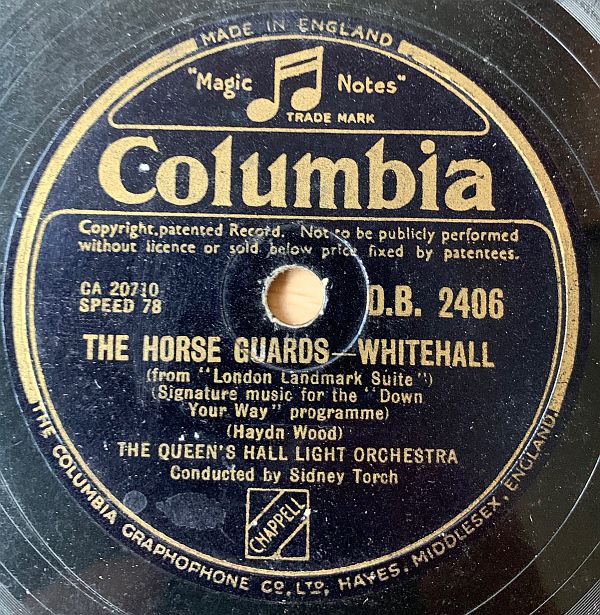 MADE IN ENGLAND
"Magic Notes"
TRADE MARK
Columbia
Copyright, patented Record. Not to be publicly performed
without licence or sold below price fixed by patentees.
CA 20710
SPEED 78
D.B. 2406
THE HORSE GUARDS—WHITEHALL
(from "London Landmark Suite")
(Signature music for the "Down
Your Way" programme)
(Haydn Wood)
THE QUEEN'S HALL LIGHT ORCHESTRA
Conducted by Sidney Torch
CHAPPELL
THE COLUMBIA GRAPHOPHONE CO., LTD, HAYES, MIDDLESEX, ENGLAND.